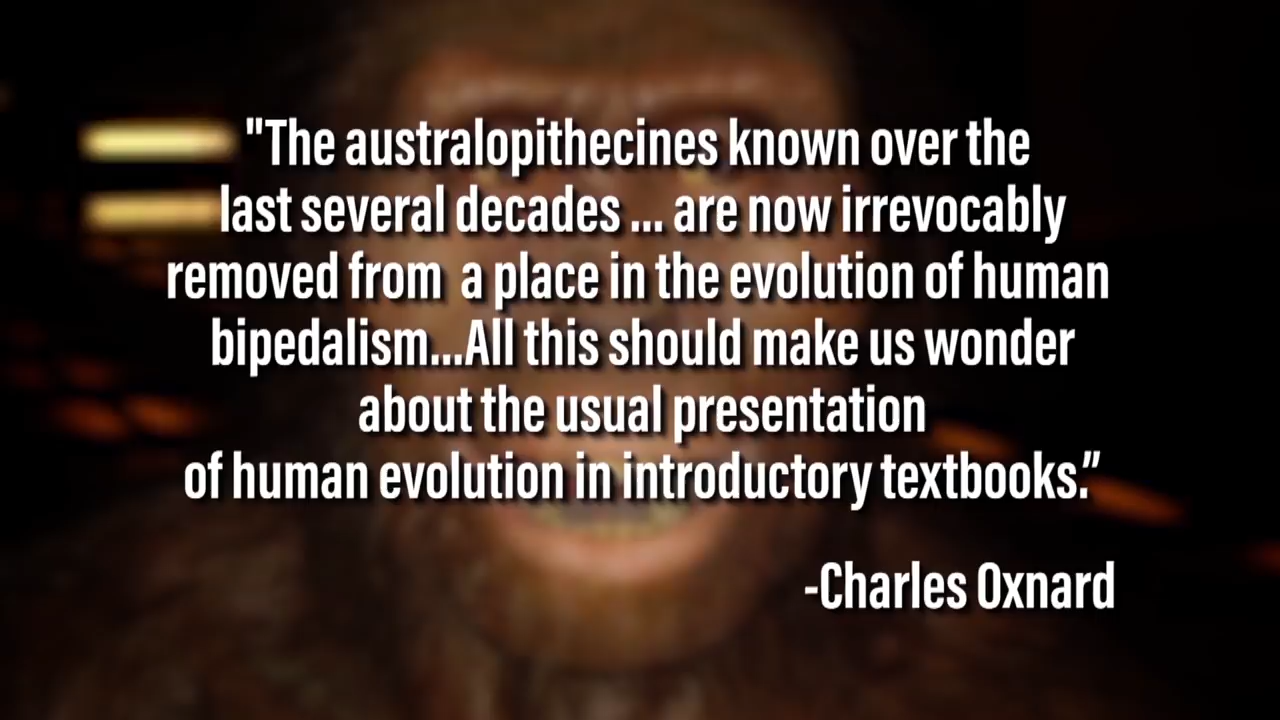 "The australopithecines known over the
last several decades ... are now irrevocably
removed from  a place in the evolution of human
bipedalism...All this should make us wonder
about the usual presentation
of human evolution in introductory textbooks.”
-Charles Oxnard